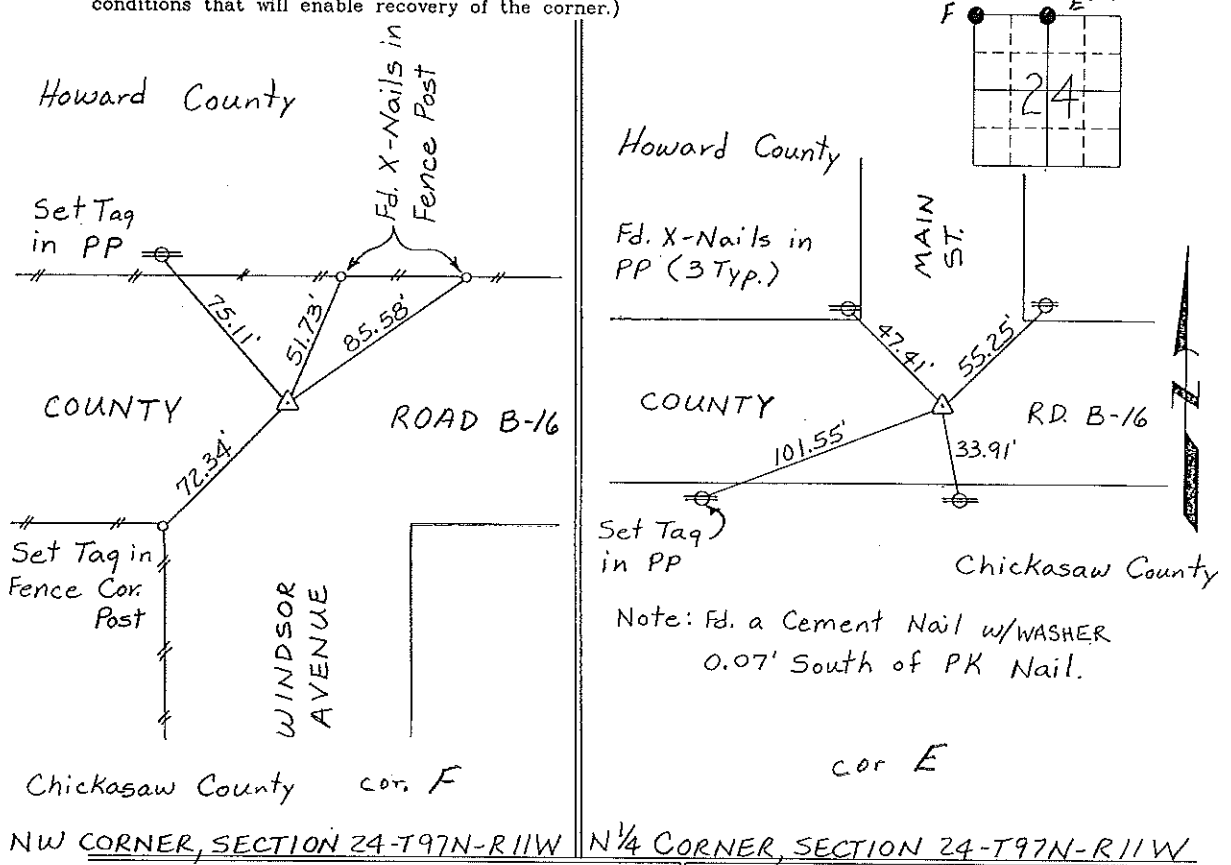 conditions that will enable recovery of the corner.)
Howard County
Fd. X-Nails in
Fence Post
Set Tag
in PP
75.11'
51.73'
85.58'
COUNTY
ROAD B-16
72.34'
Set Tag in
Fence Cor.
Post
WINDSOR
AVENUE
Chickasaw County
cor. F
NW CORNER, SECTION 24-T97N-R11W
F
E
24
Howard County
MAIN
ST.
Fd. X-Nails in
PP (3 Typ.)
47.41'
55.25'
COUNTY
RD. B-16
101.55'
33.91'
N
Set Tag
in PP
Chickasaw County
Note: Fd. a Cement Nail w/WASHER
0.07' South of PK Nail.
cor E
N 1/4 CORNER, SECTION 24-T97N-R11W